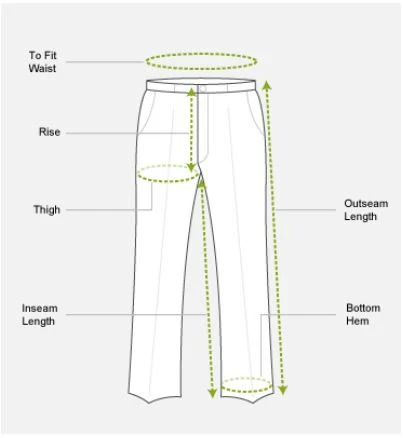 To Fit
Waist
Rise
Thigh
Outseam
Length
Inseam
Length
Bottom
Hem